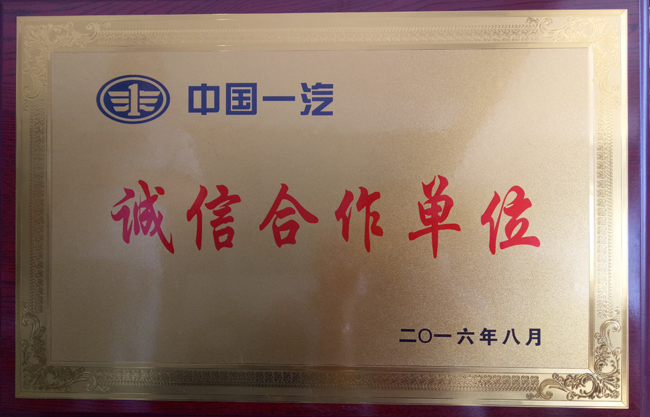 中国一汽
诚信合作单位
二〇一六年八月